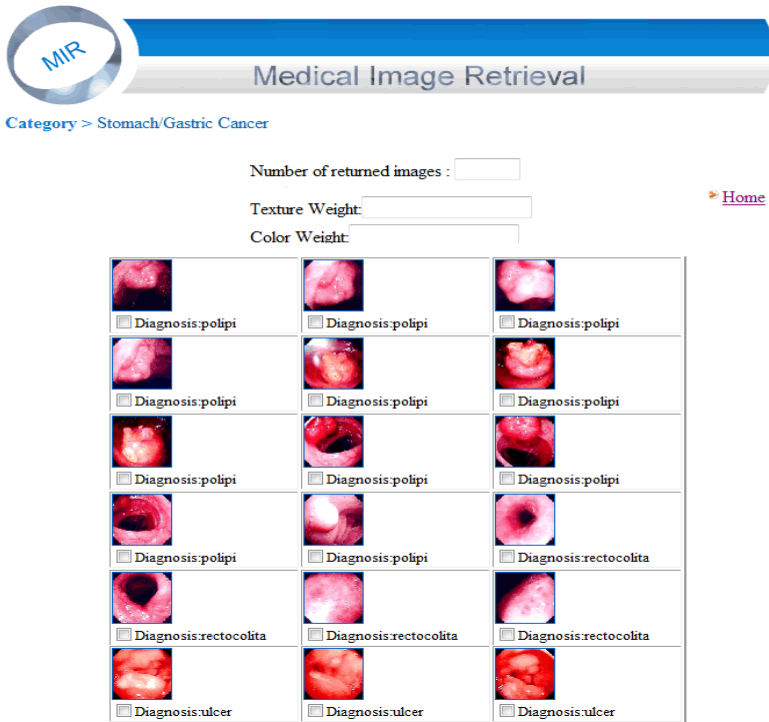 MIR
Medical Image Retrieval
Category > Stomach/Gastric Cancer
Number of returned images :
Home
Texture Weight:
Color Weight:
Diagnosis:polipi Diagnosis:polipi Diagnosis:polipi
Diagnosis:polipi Diagnosis:polipi Diagnosis:polipi
Diagnosis:polipi Diagnosis:polipi Diagnosis:polipi
Diagnosis:polipi Diagnosis:polipi Diagnosis:rectocolita
Diagnosis:rectocolita Diagnosis:rectocolita Diagnosis:rectocolita
Diagnosis:ulcer Diagnosis:ulcer Diagnosis:ulcer